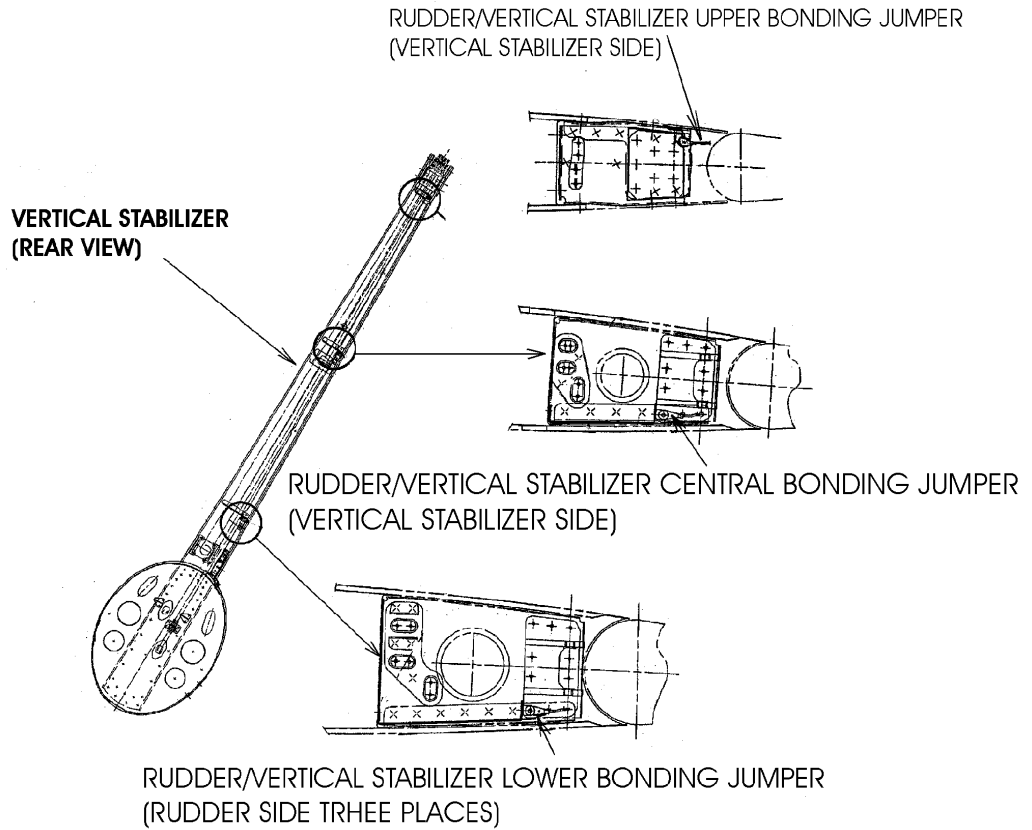 RUDDER/VERTICAL STABILIZER UPPER BONDING JUMPER
(VERTICAL STABILIZER SIDE)
VERTICAL STABILIZER
(REAR VIEW)
RUDDER/VERTICAL STABILIZER CENTRAL BONDING JUMPER
(VERTICAL STABILIZER SIDE)
RUDDER/VERTICAL STABILIZER LOWER BONDING JUMPER
(RUDDER SIDE TRHEE PLACES)